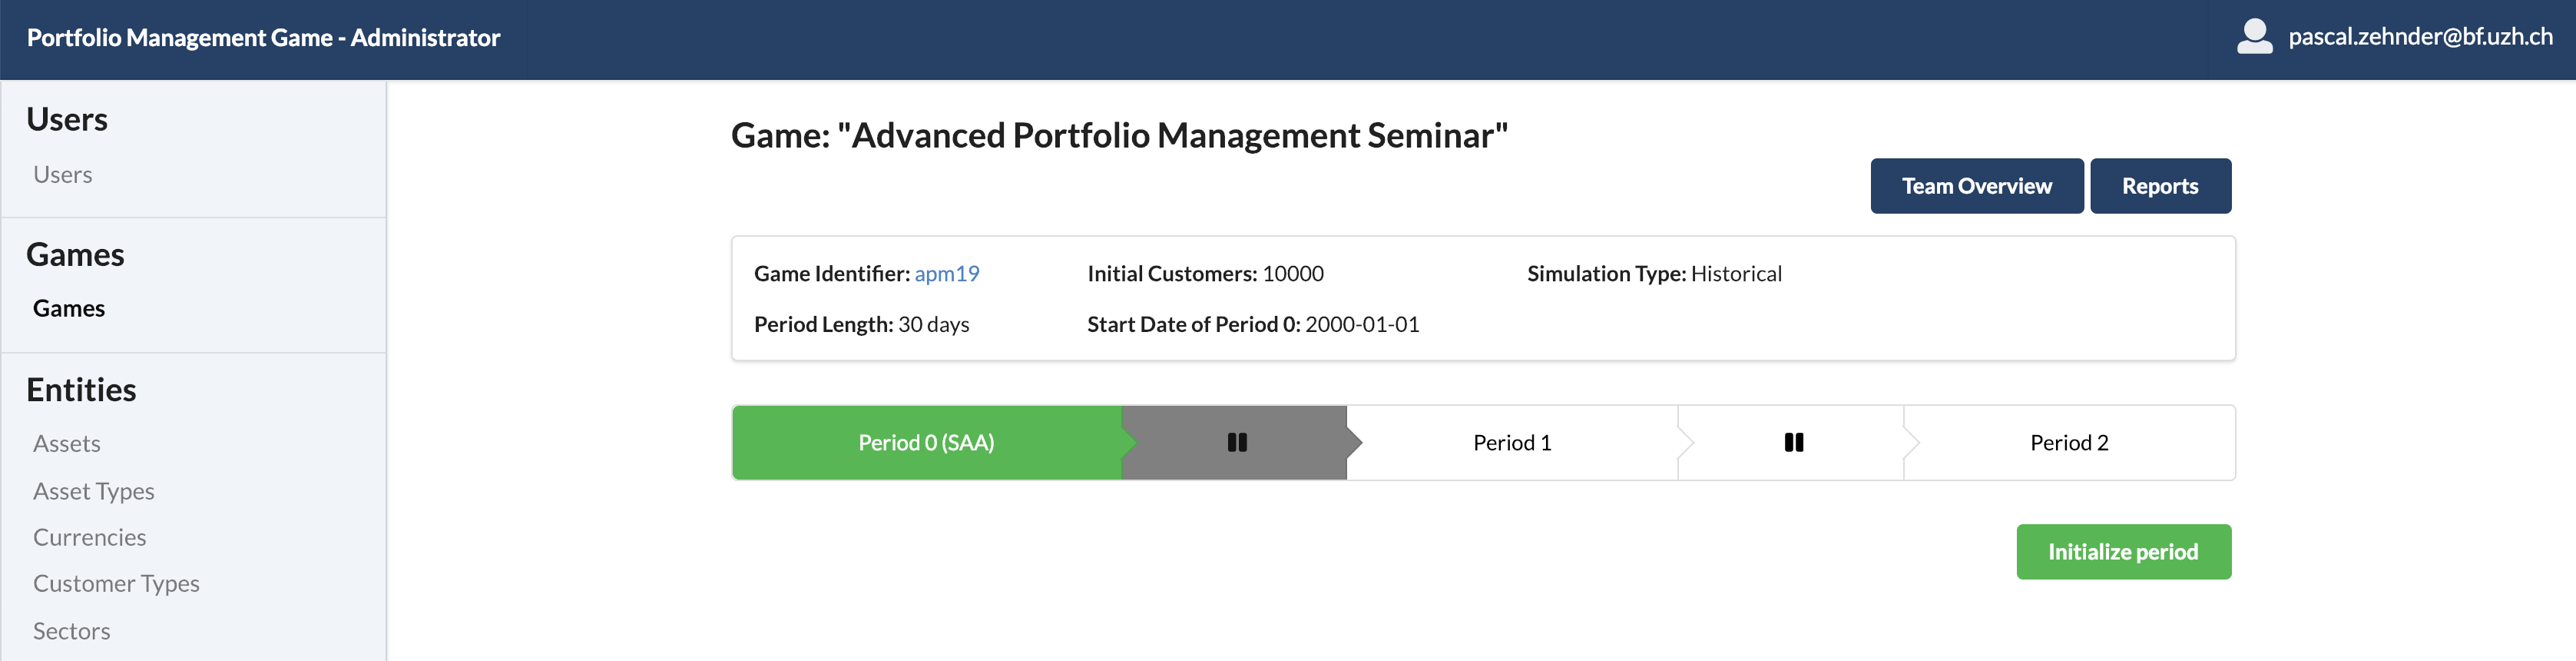 Portfolio Management Game - Administrator
pascal.zehnder@bf.uzh.ch
Users
Users
Games
Games
Entities
Assets
Asset Types
Currencies
Customer Types
Sectors
Game: "Advanced Portfolio Management Seminar"
Team Overview
Reports
Game Identifier: apm19
Initial Customers: 10000
Simulation Type: Historical
Period Length: 30 days
Start Date of Period 0: 2000-01-01
Period 0 (SAA)
Period 1
Period 2
Initialize period